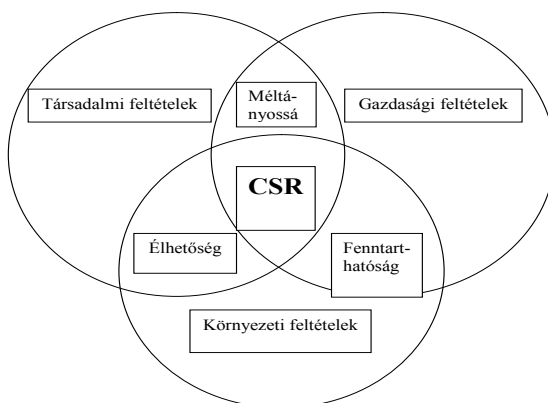 Társadalmi feltételek
Méltá-
nyossá
Gazdasági feltételek
CSR
Élhetőség
Fenntart-
hatóság
Környezeti feltételek